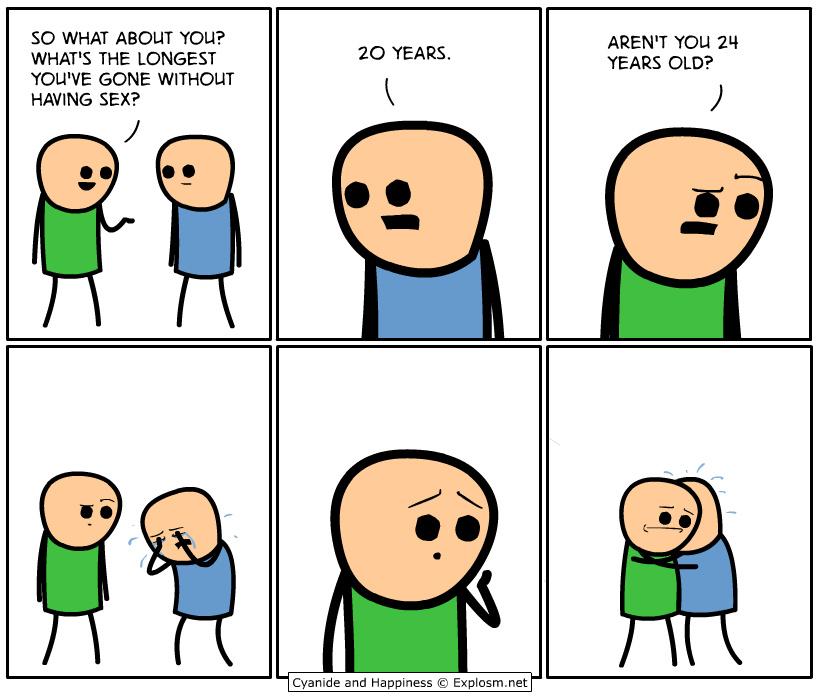 SO WHAT ABOUT YOU?
WHAT'S THE LONGEST
YOU'VE GONE WITHOUT
HAVING SEX?
20 YEARS.
AREN'T YOU 24
YEARS OLD?
Cyanide and Happiness © Explosm.net